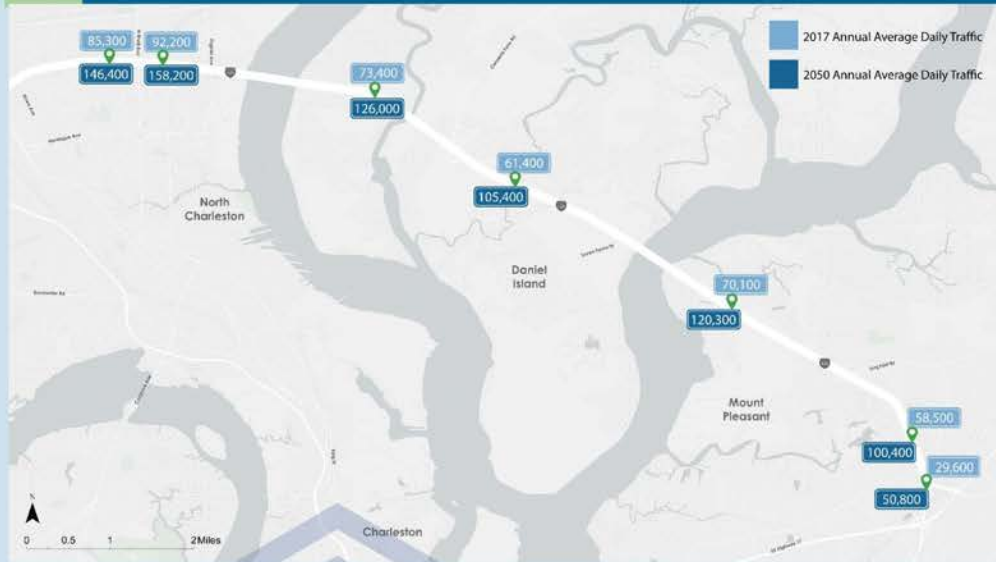 2017 Annual Average Daily Traffic
2050 Annual Average Daily Traffic
85,300
92,200
146,400
158,200
73,400
126,000
61,400
105,400
North
Charleston
Daniel
Island
70,100
120,300
Mount
Pleasant
58,500
100,400
29,600
50,800
Charleston
N
0 0.5 1 2Miles